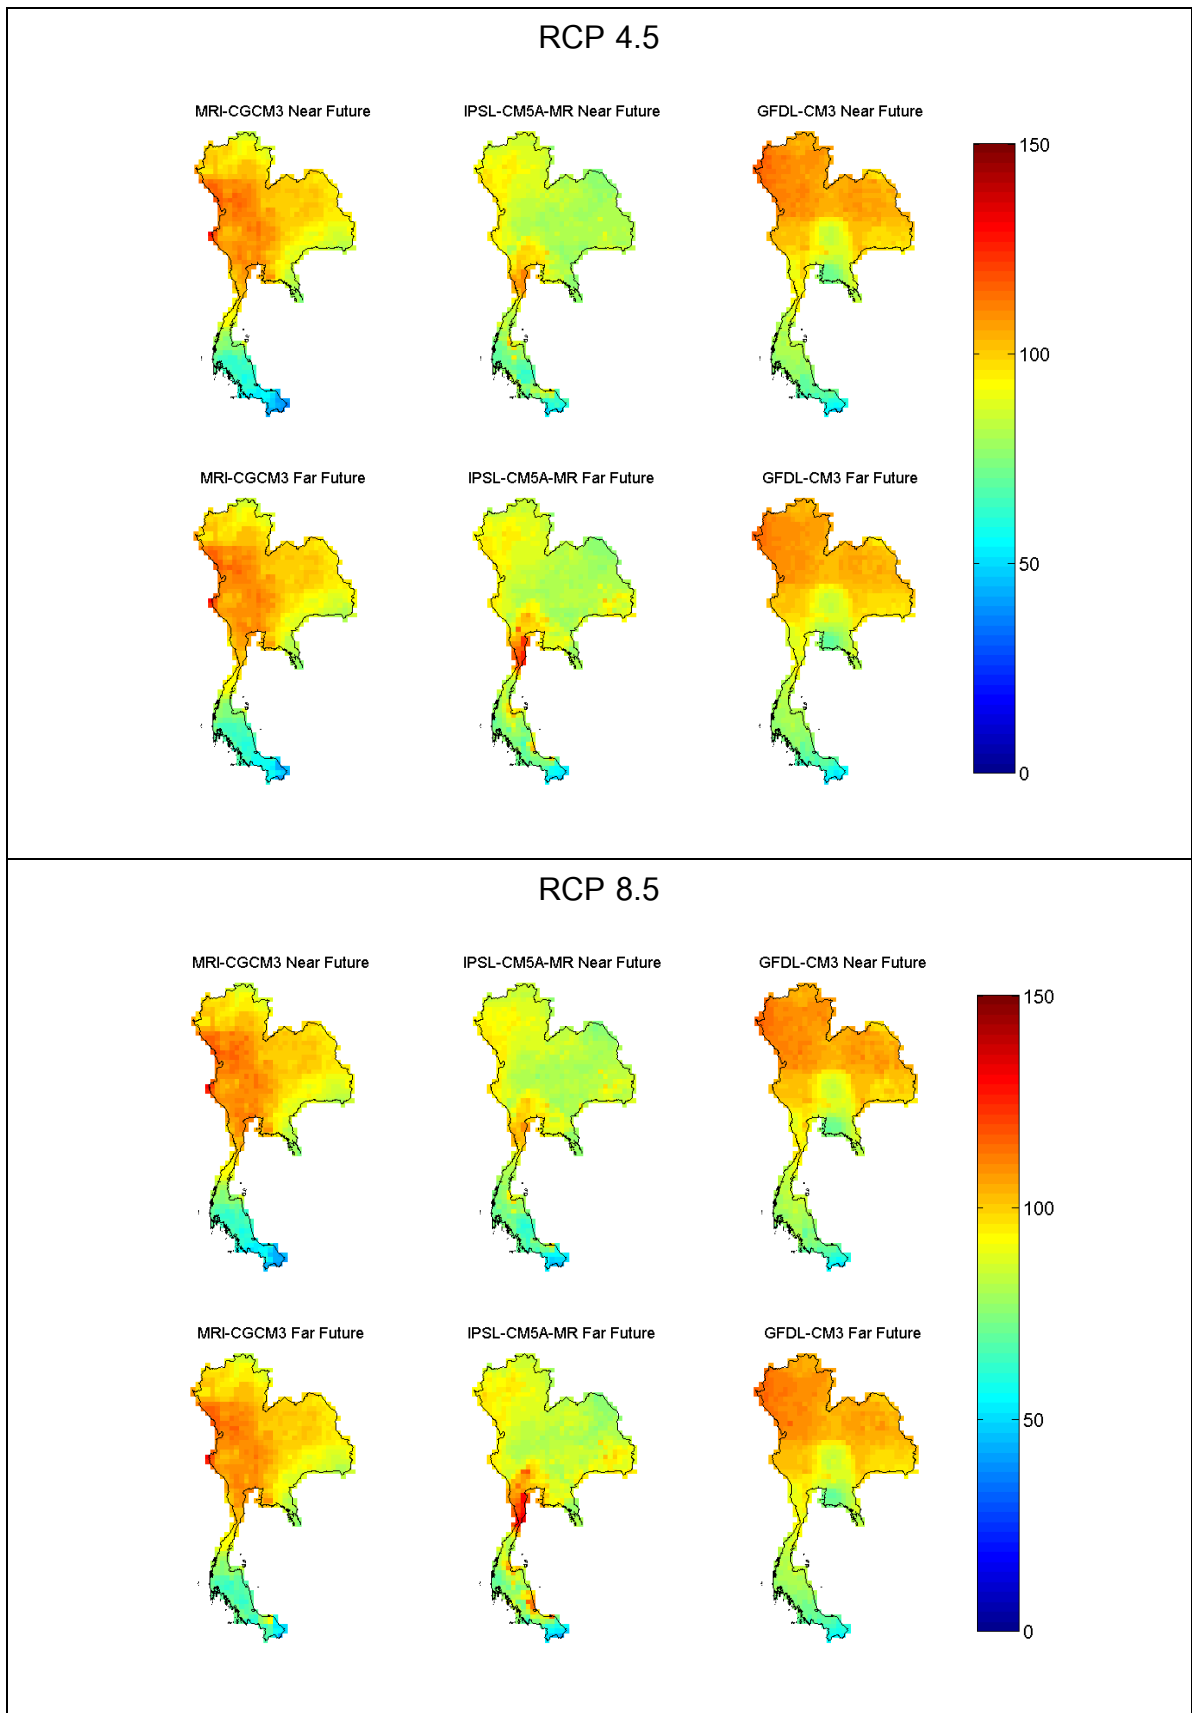 RCP 4.5
MRI-CGCM3 Near Future
IPSL-CM5A-MR Near Future
GFDL-CM3 Near Future
150
100
50
0
MRI-CGCM3 Far Future
IPSL-CM5A-MR Far Future
GFDL-CM3 Far Future
RCP 8.5
MRI-CGCM3 Near Future
IPSL-CM5A-MR Near Future
GFDL-CM3 Near Future
150
100
50
0
MRI-CGCM3 Far Future
IPSL-CM5A-MR Far Future
GFDL-CM3 Far Future